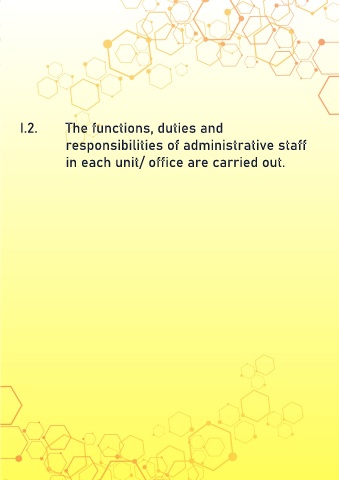 I.2. The functions, duties and
responsibilities of administrative staff
in each unit/ office are carried out.